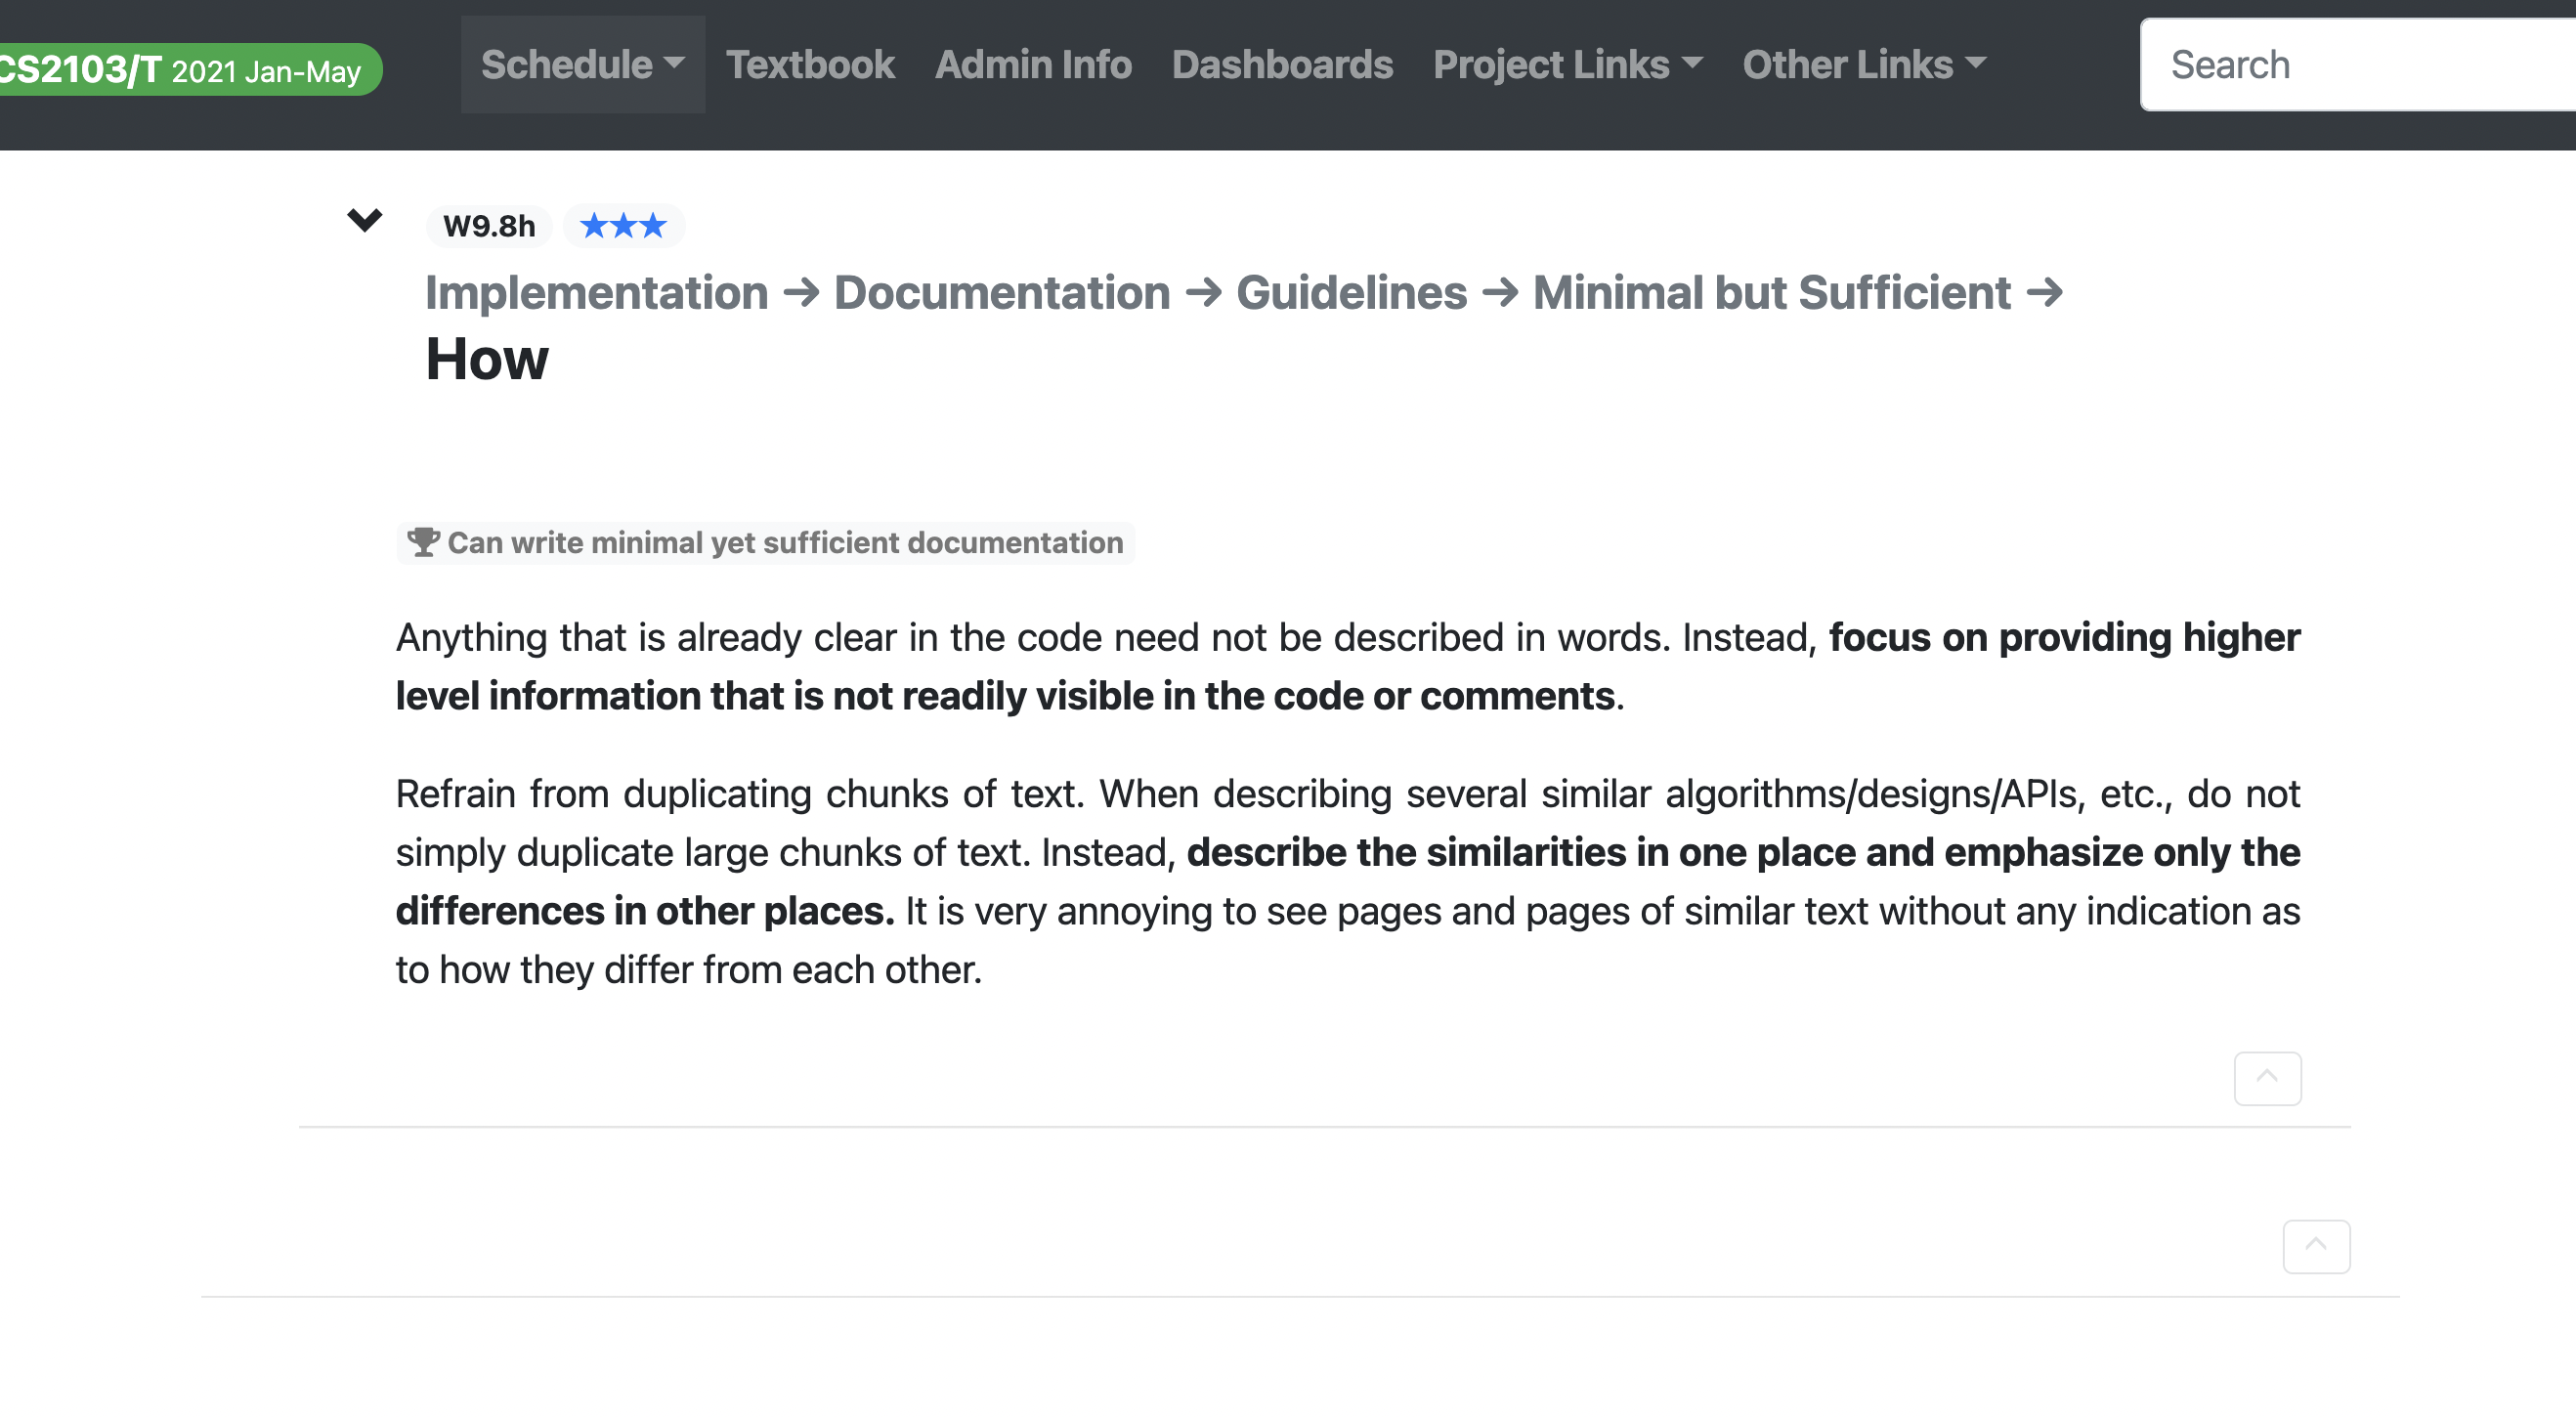 CS2103/T 2021 Jan-May
Schedule
Textbook
Admin Info
Dashboards
Project Links
Other Links
Search
W9.8h ★★★
Implementation → Documentation → Guidelines → Minimal but Sufficient →
How
Can write minimal yet sufficient documentation
Anything that is already clear in the code need not be described in words. Instead, focus on providing higher
level information that is not readily visible in the code or comments.
Refrain from duplicating chunks of text. When describing several similar algorithms/designs/APIs, etc., do not
simply duplicate large chunks of text. Instead, describe the similarities in one place and emphasize only the
differences in other places. It is very annoying to see pages and pages of similar text without any indication as
to how they differ from each other.